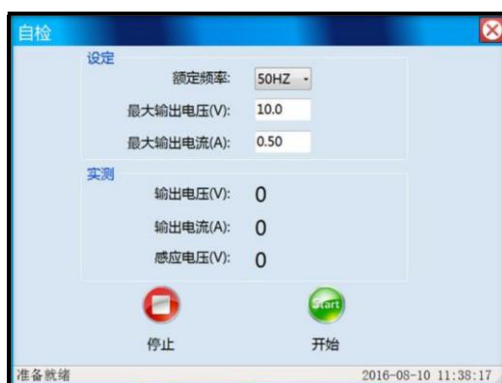 自检
设定
额定频率: 50HZ
最大输出电压(V): 10.0
最大输出电流(A): 0.50
实测
输出电压(V): 0
输出电流(A): 0
感应电压(V): 0
Start
停止 开始
准备就绪 2016-08-10 11:38:17